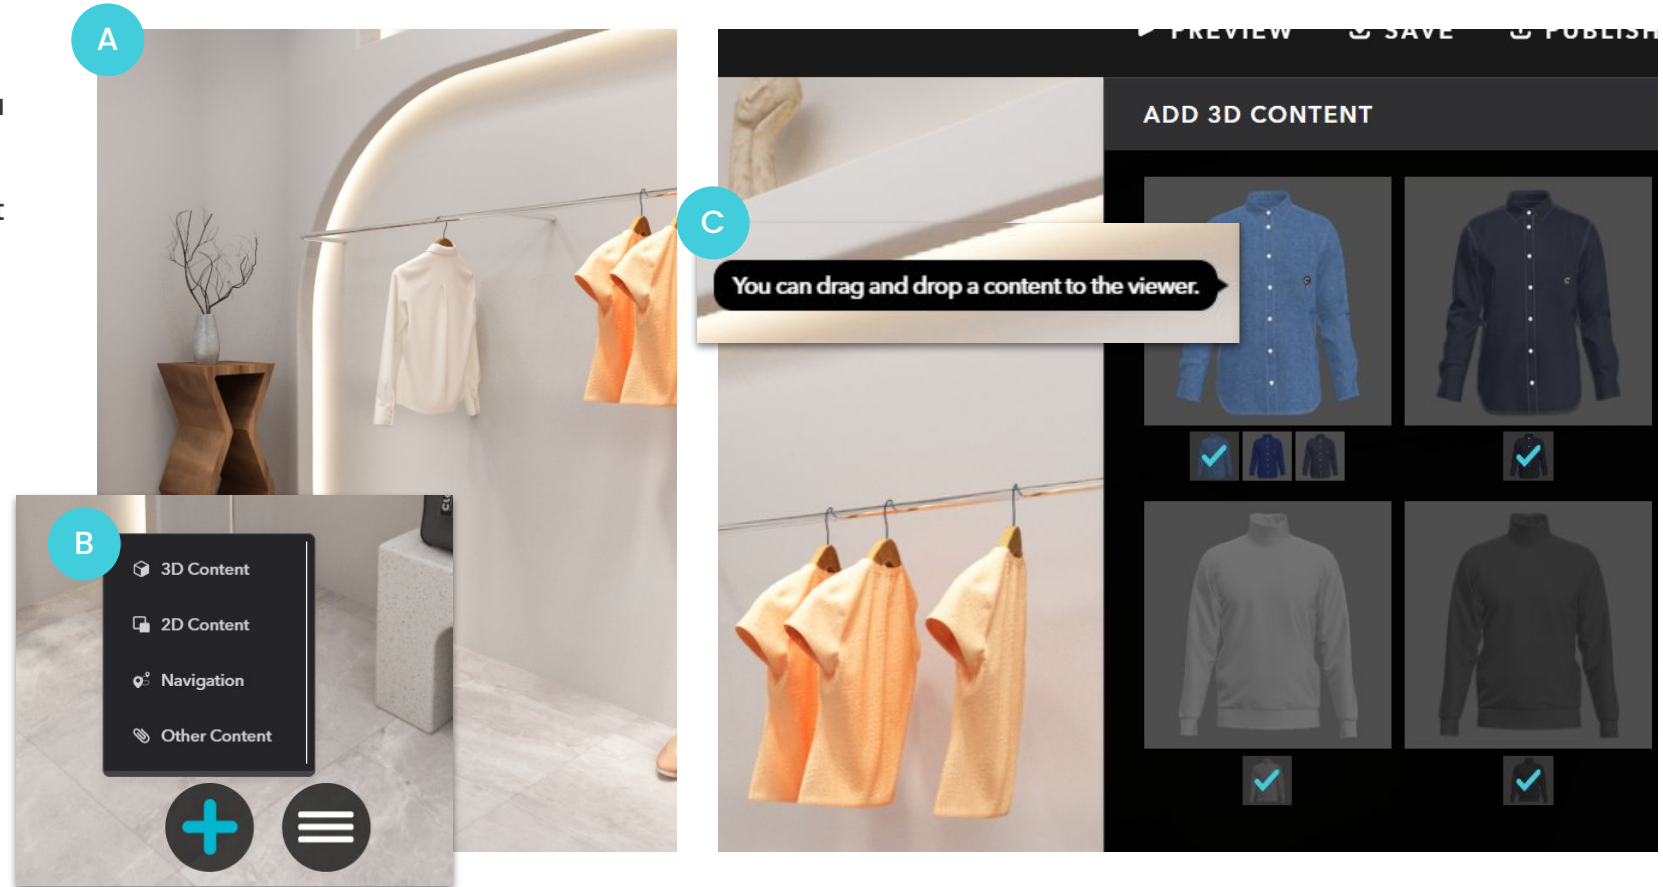 A
B
3D Content
2D Content
Navigation
Other Content
PREVIEW
SAVE
PUBLISH
ADD 3D CONTENT
C
You can drag and drop a content to the viewer.